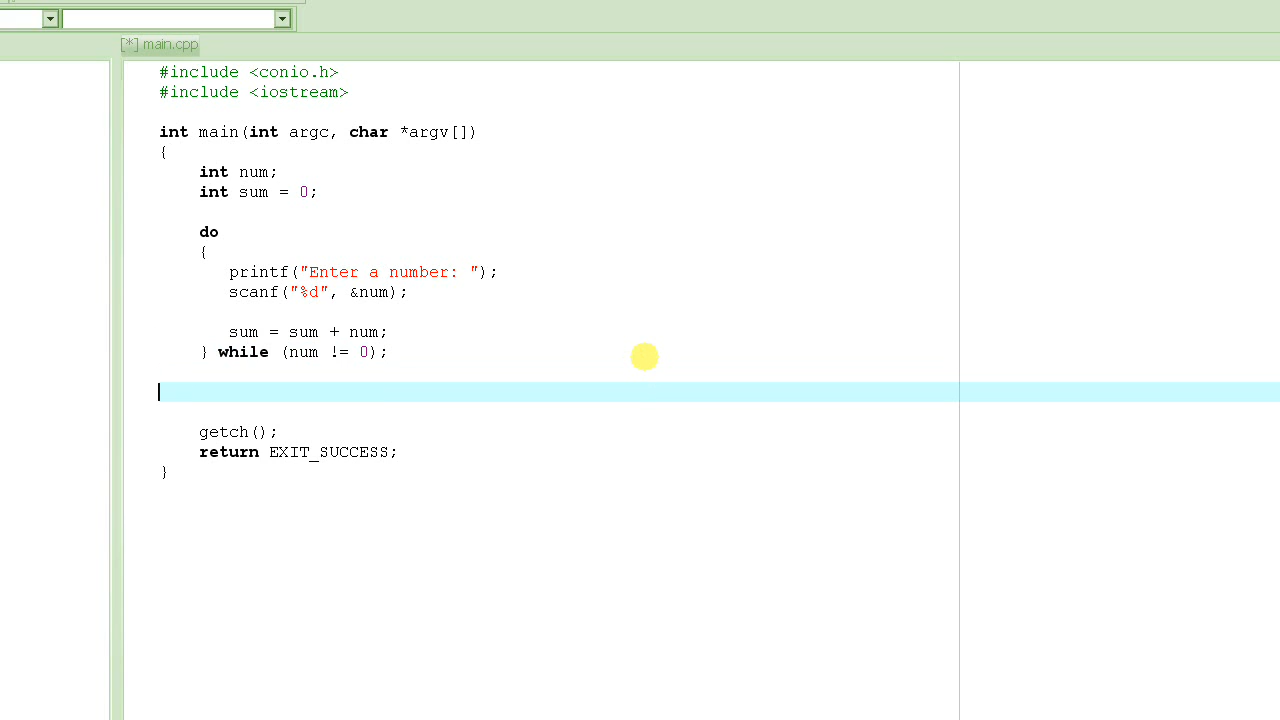 [*] main.cpp
#include <conio.h>
#include <iostream>
int main(int argc, char *argv[])
{
int num;
int sum = 0;
do
{
printf("Enter a number: ");
scanf("%d", &num);
sum = sum + num;
} while (num != 0);
getch();
return EXIT_SUCCESS;
}